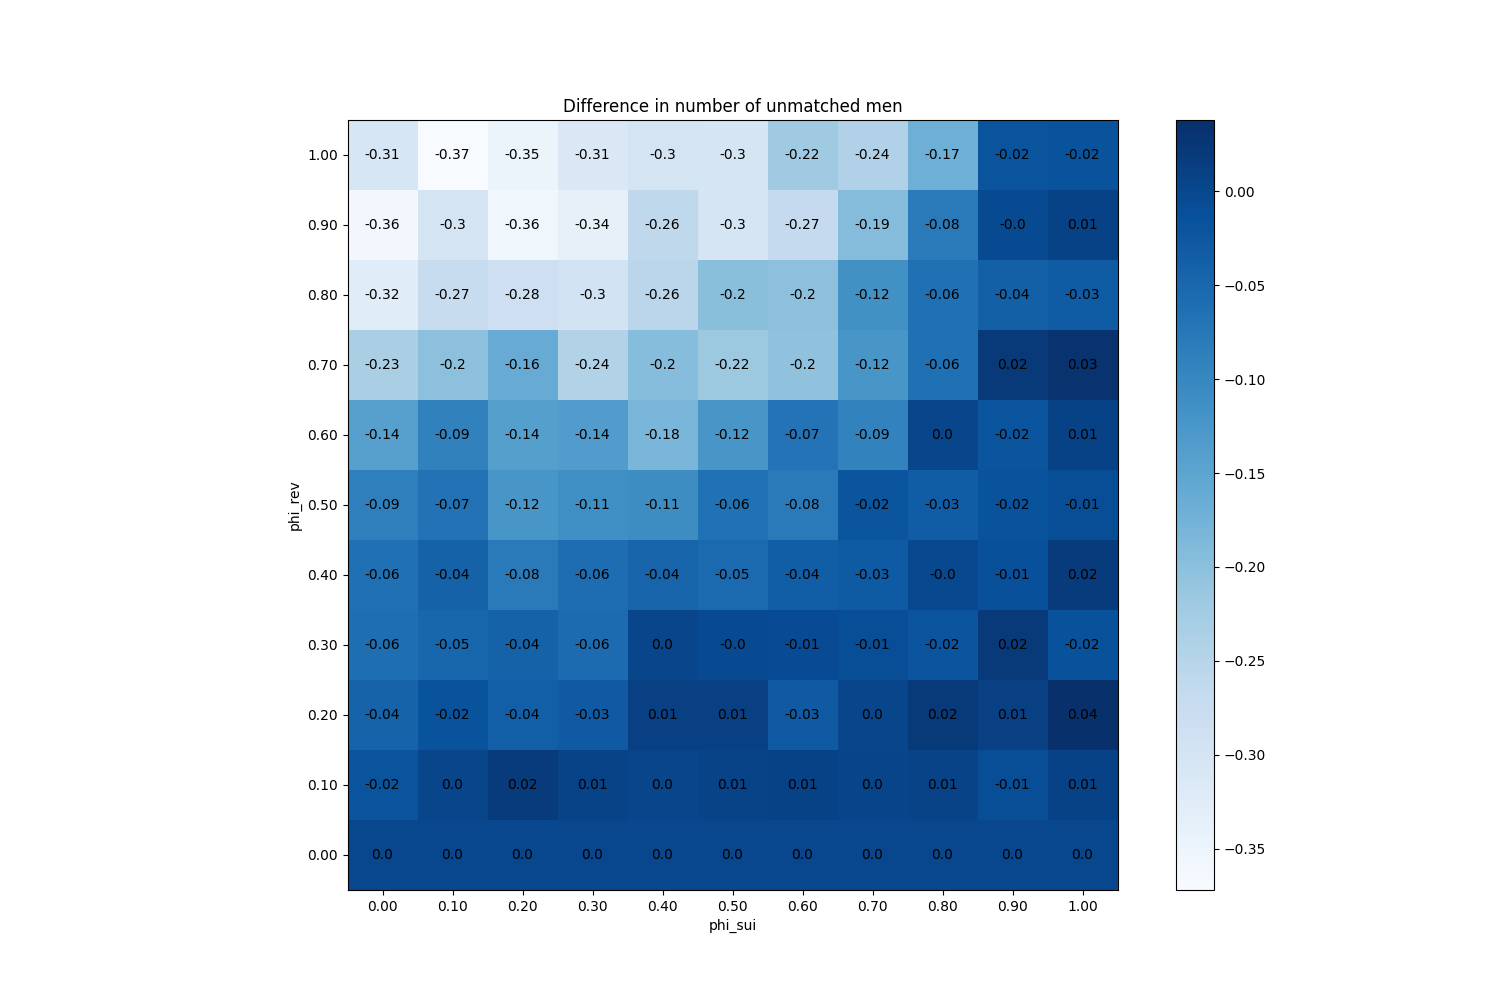 Difference in number of unmatched men
1.00 -0.31 -0.37 -0.35 -0.31 -0.3 -0.3 -0.22 -0.24 -0.17 -0.02 -0.02
0.90 -0.36 -0.3 -0.36 -0.34 -0.26 -0.3 -0.27 -0.19 -0.08 -0.0 0.01
0.80 -0.32 -0.27 -0.28 -0.3 -0.26 -0.2 -0.2 -0.12 -0.06 -0.04 -0.03
0.70 -0.23 -0.2 -0.16 -0.24 -0.2 -0.22 -0.2 -0.12 -0.06 0.02 0.03
0.60 -0.14 -0.09 -0.14 -0.14 -0.18 -0.12 -0.07 -0.09 0.0 -0.02 0.01
0.50 -0.09 -0.07 -0.12 -0.11 -0.11 -0.06 -0.08 -0.02 -0.03 -0.02 -0.01
0.40 -0.06 -0.04 -0.08 -0.06 -0.04 -0.05 -0.04 -0.03 -0.0 -0.01 0.02
0.30 -0.06 -0.05 -0.04 -0.06 0.0 -0.0 -0.01 -0.01 -0.02 0.02 -0.02
0.20 -0.04 -0.02 -0.04 -0.03 0.01 0.01 -0.03 0.0 0.02 0.01 0.04
0.10 -0.02 0.0 0.02 0.01 0.0 0.01 0.01 0.0 0.01 -0.01 0.01
0.00 0.0 0.0 0.0 0.0 0.0 0.0 0.0 0.0 0.0 0.0 0.0
0.00 0.10 0.20 0.30 0.40 0.50 0.60 0.70 0.80 0.90 1.00
phi_sui
phi_rev
0.00
−0.05
−0.10
−0.15
−0.20
−0.25
−0.30
−0.35